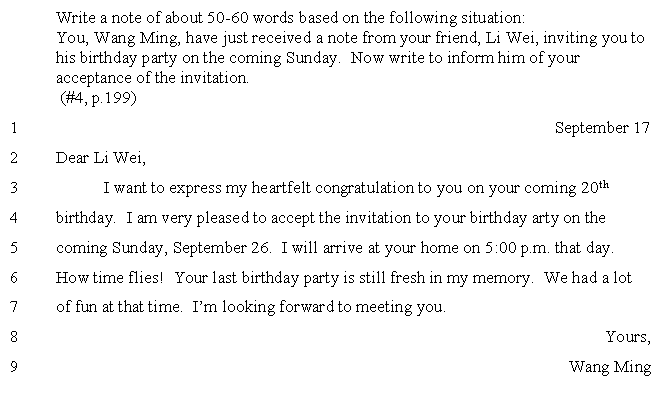 Write a note of about 50-60 words based on the following situation:
You, Wang Ming, have just received a note from your friend, Li Wei, inviting you to
his birthday party on the coming Sunday. Now write to inform him of your
acceptance of the invitation.
(#4, p.199)
1 September 17
2 Dear Li Wei,
3 I want to express my heartfelt congratulation to you on your coming 20th
4 birthday. I am very pleased to accept the invitation to your birthday arty on the
5 coming Sunday, September 26. I will arrive at your home on 5:00 p.m. that day.
6 How time flies! Your last birthday party is still fresh in my memory. We had a lot
7 of fun at that time. I'm looking forward to meeting you.
8 Yours,
9 Wang Ming